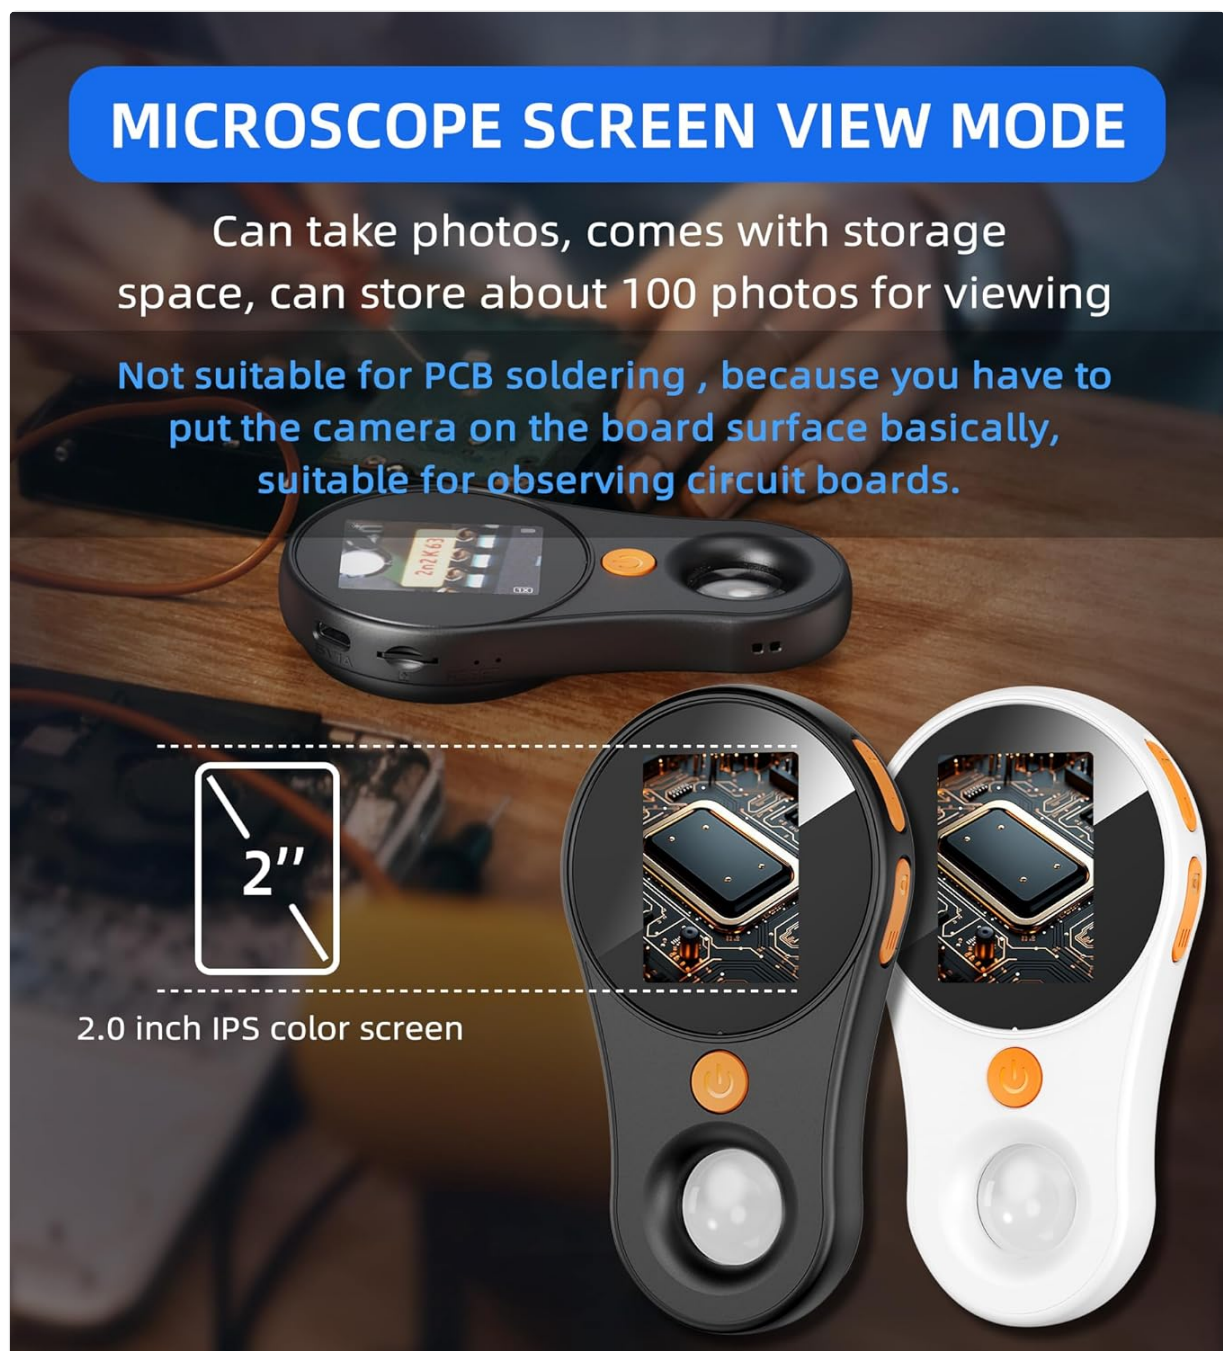 MICROSCOPE SCREEN VIEW MODE
Can take photos, comes with storage
space, can store about 100 photos for viewing
Not suitable for PCB soldering , because you have to
put the camera on the board surface basically,
suitable for observing circuit boards.
2n2K63
1X
2''
2.0 inch IPS color screen